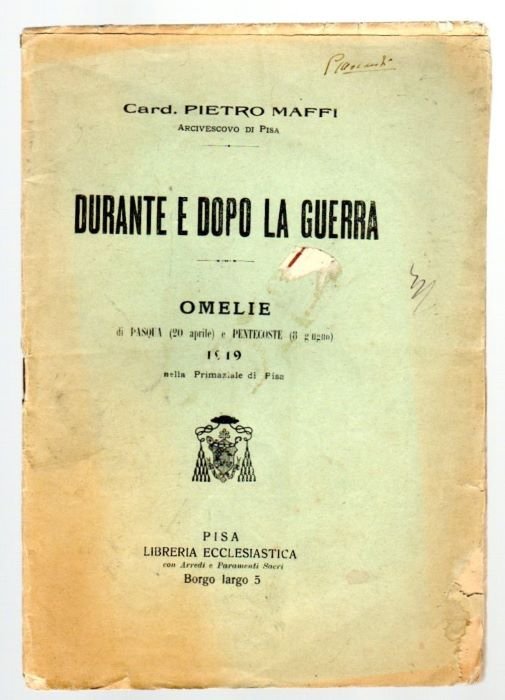 Card. PIETRO MAFFI
ARCIVESCOVO DI PISA
DURANTE E DOPO LA GUERRA
OMELIE
di PASQUA (20 aprile) e PENTECOSTE (8 giugno)
1919
nella Primaziale di Pisa
PISA
LIBRERIA ECCLESIASTICA
con Arredi e Paramenti Sacri
Borgo largo 5